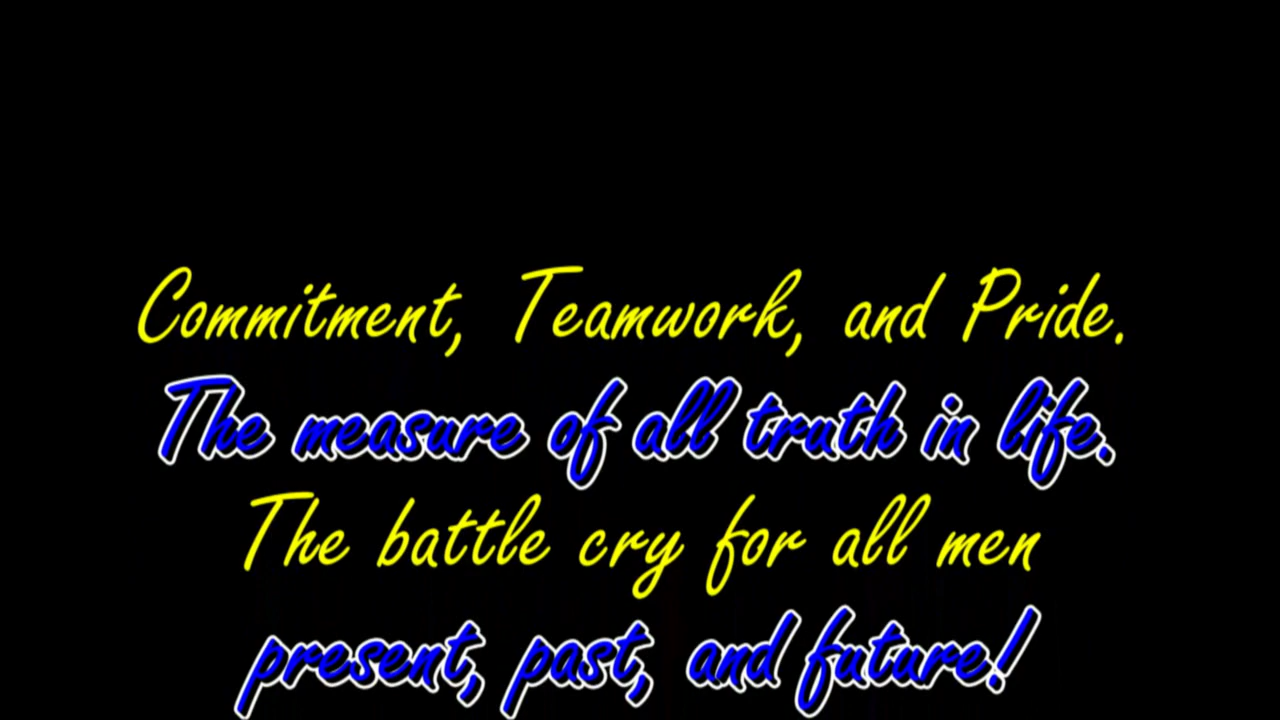 Commitment, Teamwork, and Pride.
The measure of all truth in life.
The battle cry for all men
present, past, and future!